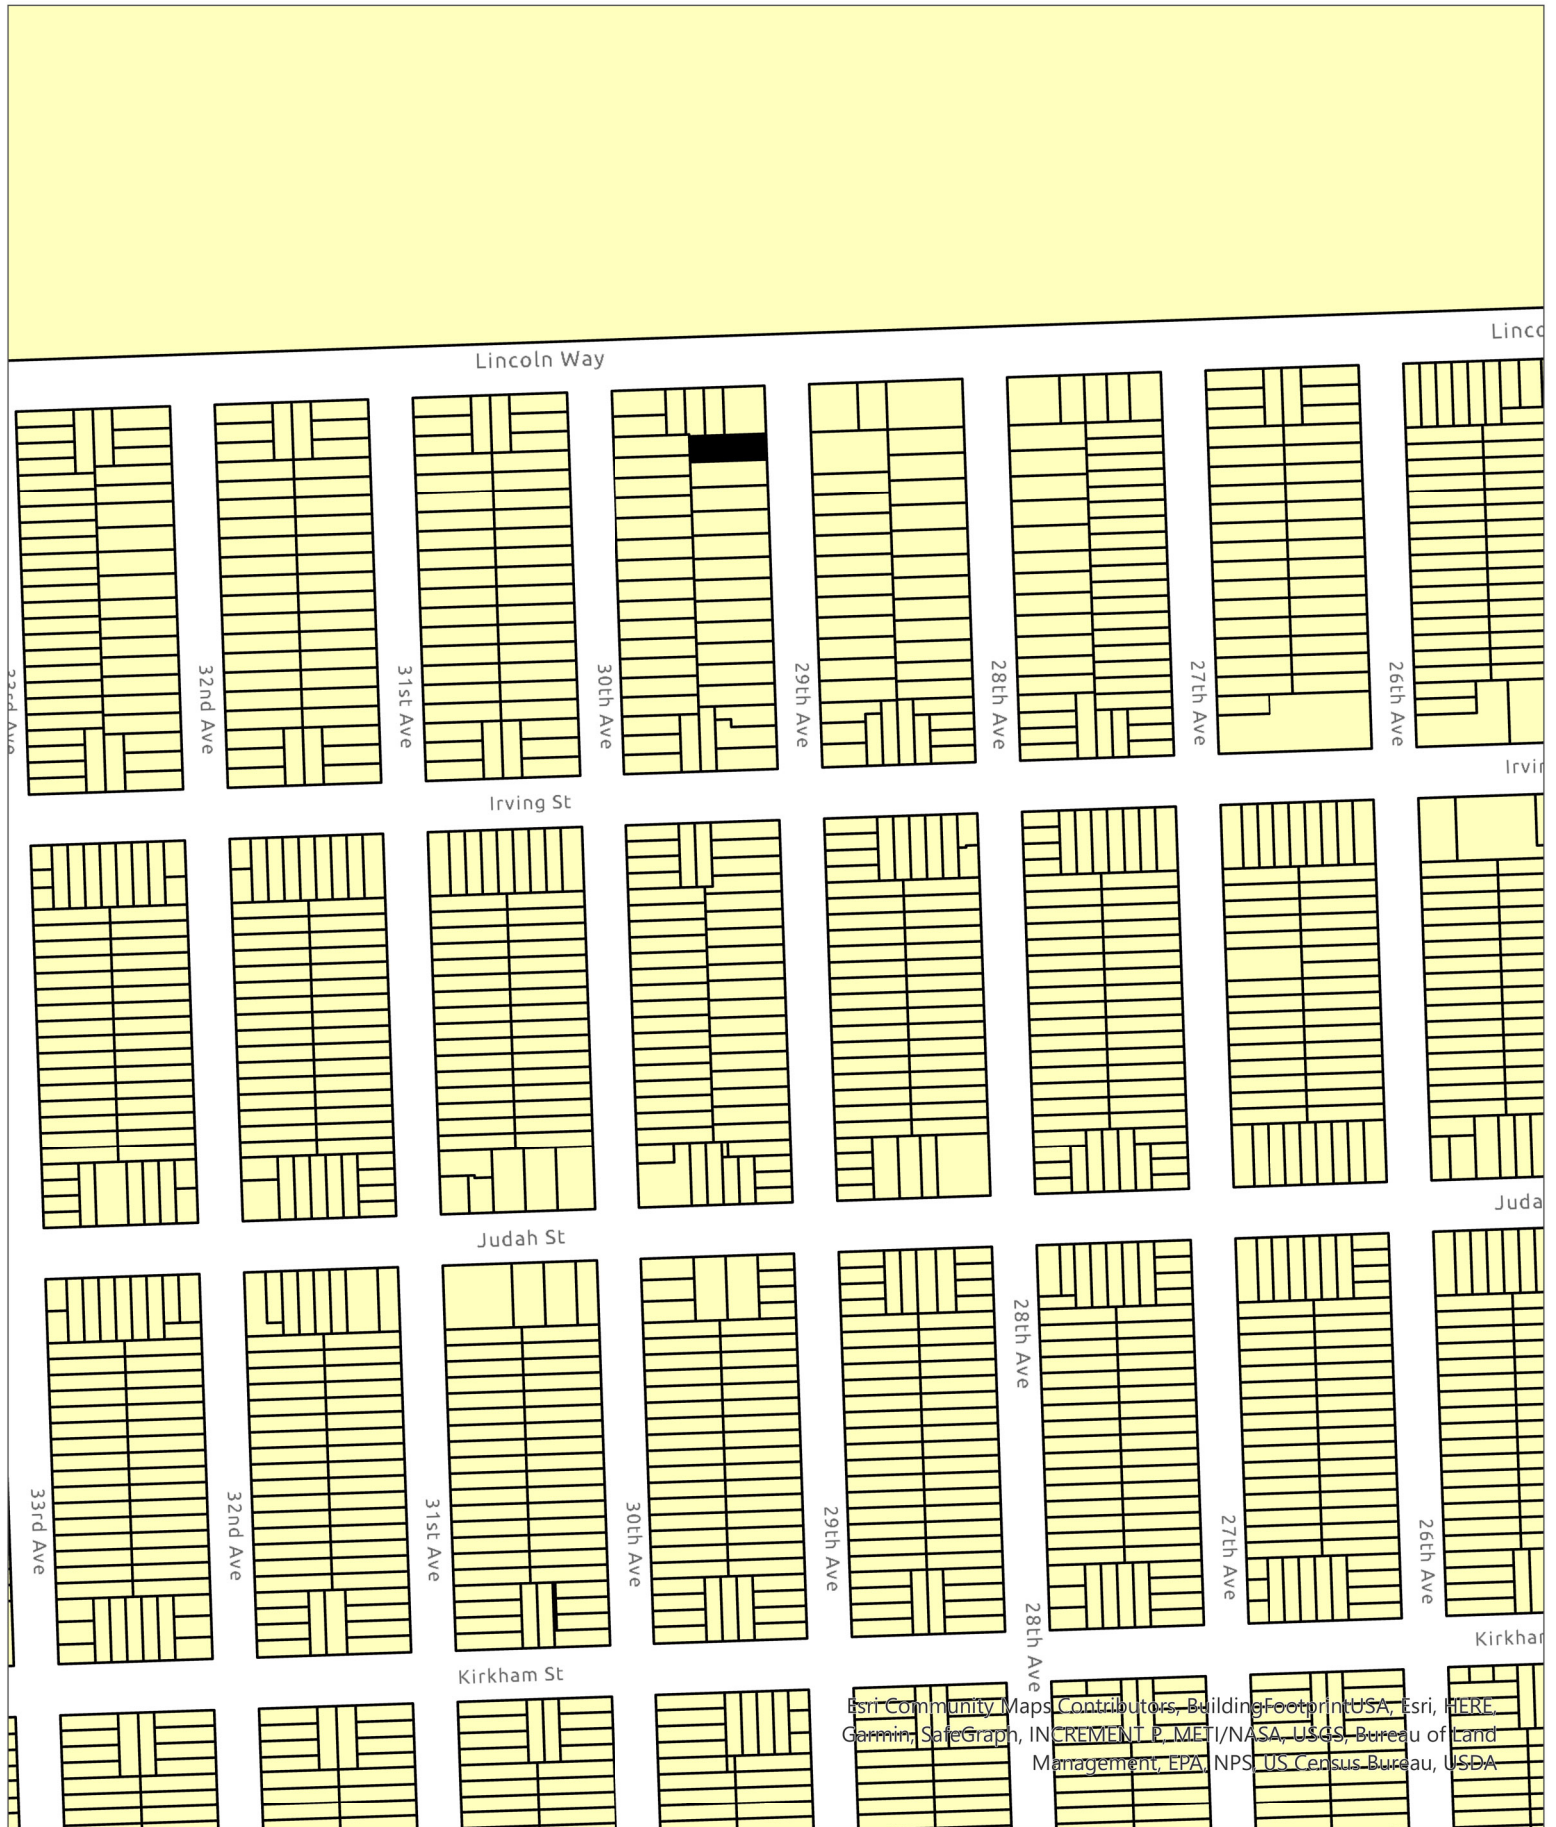 Lincoln Way
Linco
33rd Ave
32nd Ave
31st Ave
30th Ave
29th Ave
28th Ave
27th Ave
26th Ave
Irving St
Irvin
Judah St
Juda
28th Ave
33rd Ave
32nd Ave
31st Ave
30th Ave
29th Ave
27th Ave
26th Ave
28th Ave
Kirkham St
Kirkhar
Esri Community Maps Contributors, BuildingFootprintUSA, Esri, HERE,
Garmin, SafeGraph, INCREMENT P, METI/NASA, USGS, Bureau of Land
Management, EPA, NPS, US Census Bureau, USDA